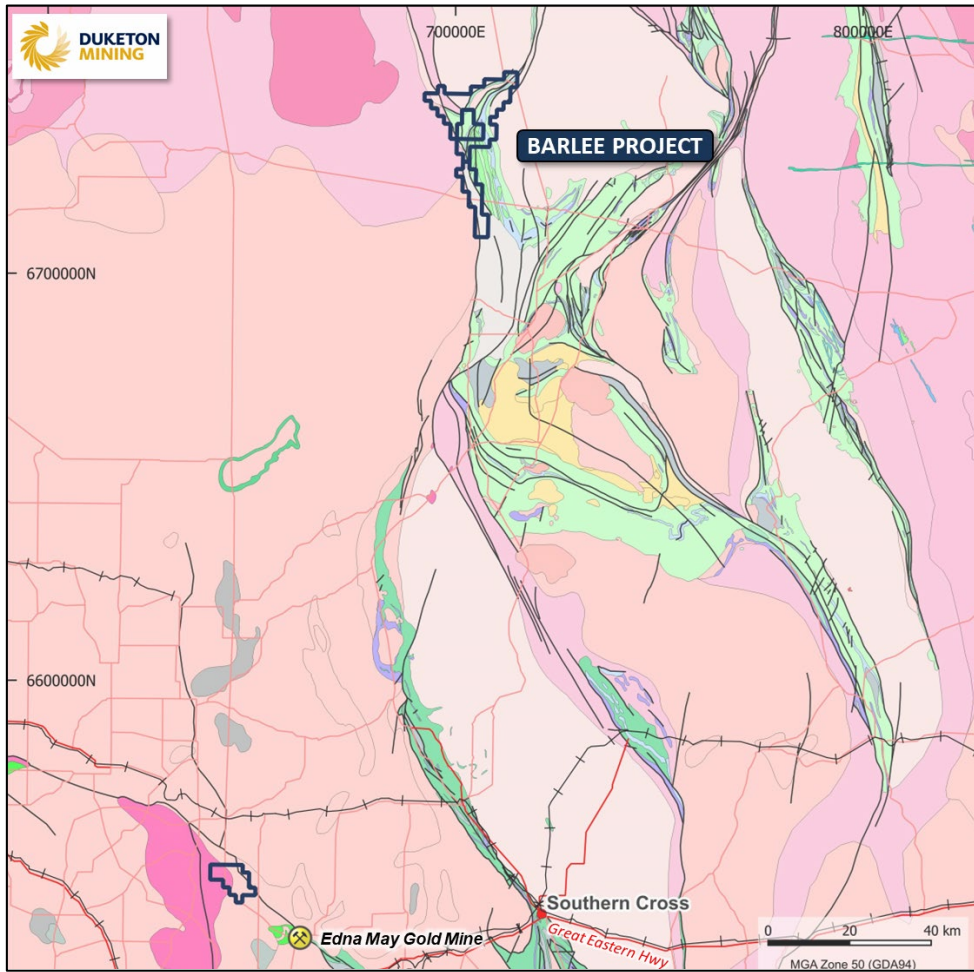 DUKETON
MINING
700000E
800000E
BARLEE PROJECT
6700000N
6600000N
Southern Cross
Great Eastern Hwy
Edna May Gold Mine
0 20 40 km
MGA Zone 50 (GDA94)